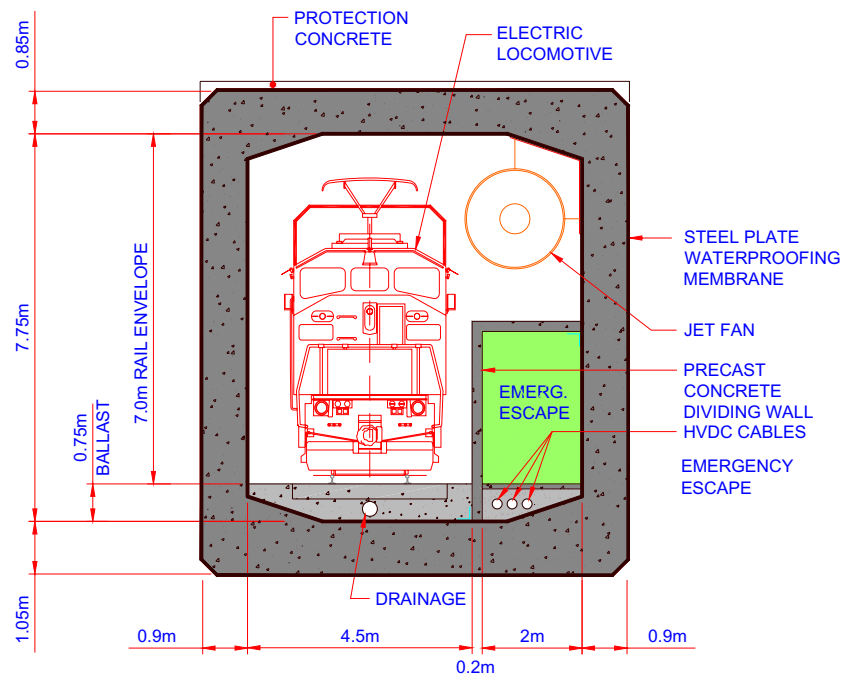 PROTECTION
CONCRETE
ELECTRIC
LOCOMOTIVE
0.85m
7.75m
7.0m RAIL ENVELOPE
0.75m
BALLAST
1.05m
STEEL PLATE
WATERPROOFING
MEMBRANE
JET FAN
PRECAST
CONCRETE
DIVIDING WALL
HVDC CABLES
EMERG.
ESCAPE
EMERGENCY
ESCAPE
DRAINAGE
0.9m
4.5m
0.2m
2m
0.9m